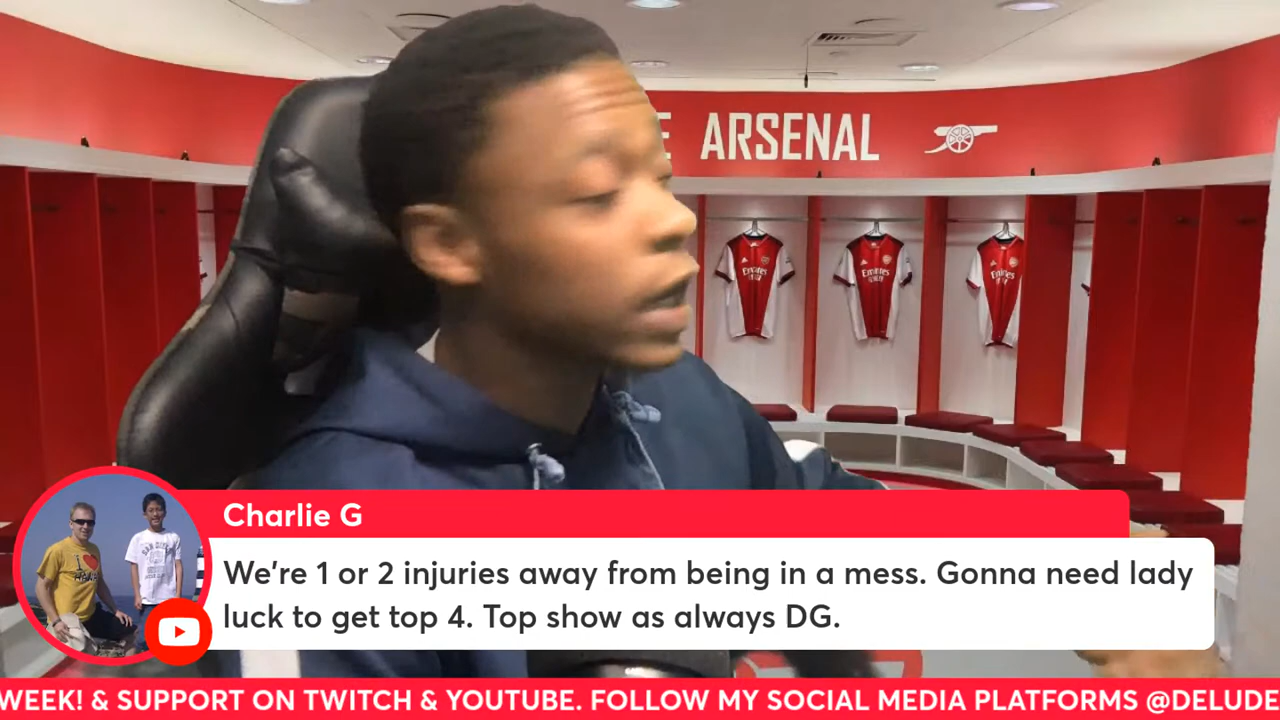 E ARSENAL
Emirates
Emirates
Emirates
Charlie G
We're 1 or 2 injuries away from being in a mess. Gonna need lady
luck to get top 4. Top show as always DG.
WEEK! & SUPPORT ON TWITCH & YOUTUBE. FOLLOW MY SOCIAL MEDIA PLATFORMS @DELUDE